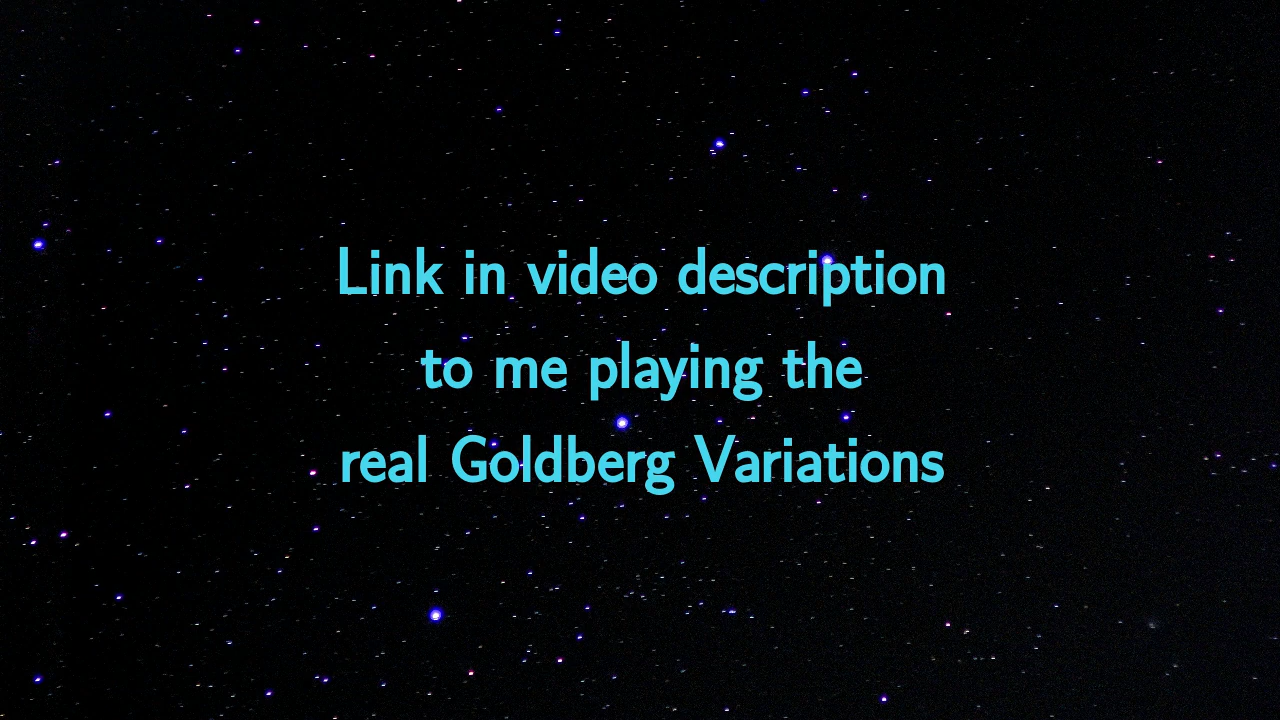 Link in video description
to me playing the
real Goldberg Variations